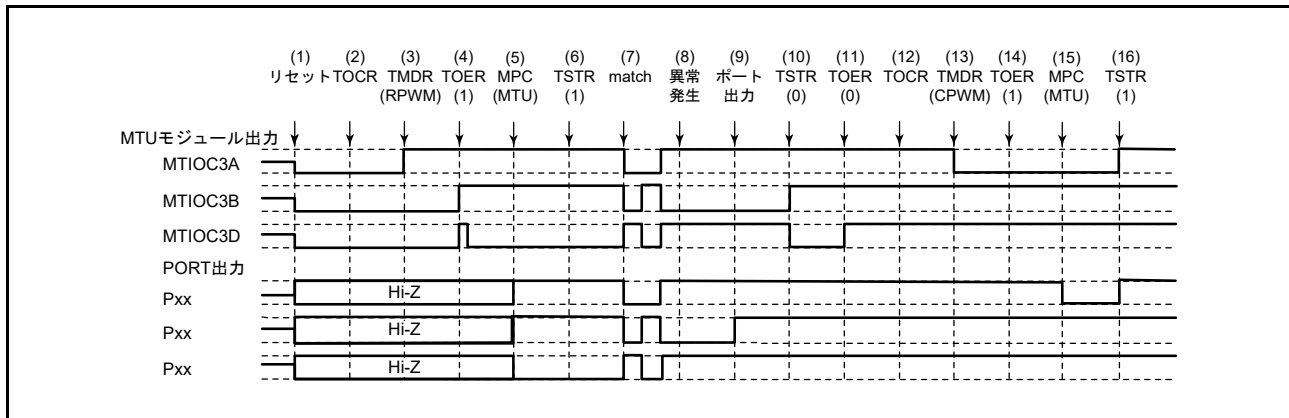 (1) (2) (3) (4) (5) (6) (7) (8) (9) (10) (11) (12) (13) (14) (15) (16)
リセット TOCR TMDR TOER MPC TSTR match 異常 ポート TSTR TOER TOCR TMDR TOER MPC TSTR
(RPWM) (1) (MTU) (1) 発生 出力 (0) (0) (CPWM) (1) (MTU) (1)
MTUモジュール出力
MTIOC3A
MTIOC3B
MTIOC3D
PORT出力
Pxx Hi-Z
Pxx Hi-Z
Pxx Hi-Z